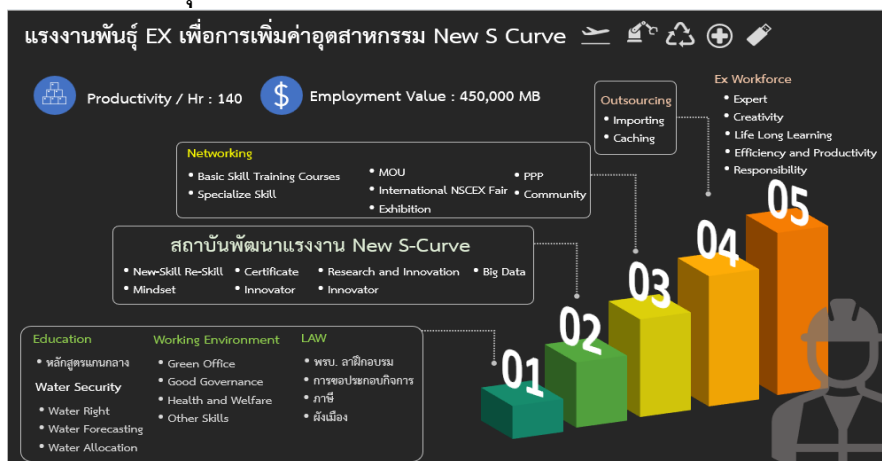 แรงงานพันธุ์ EX เพื่อการเพิ่มค่าอุตสาหกรรม New S Curve
Productivity / Hr : 140
$
Employment Value : 450,000 MB
Outsourcing
• Importing
• Caching
Ex Workforce
• Expert
• Creativity
• Life Long Learning
• Efficiency and Productivity
• Responsibility
Networking
• Basic Skill Training Courses
• Specialize Skill
• MOU
• International NSCEX Fair
• Exhibition
• PPP
• Community
สถาบันพัฒนาแรงงาน New S-Curve
• New-Skill Re-Skill
• Mindset
• Certificate
• Innovator
• Research and Innovation
• Innovator
• Big Data
Education
• หลักสูตรแกนกลาง
Water Security
• Water Right
• Water Forecasting
• Water Allocation
Working Environment
• Green Office
• Good Governance
• Health and Welfare
• Other Skills
LAW
• พรบ. ลาฝึกอบรม
• การขอประกอบกิจการ
• ภาษี
• ผังเมือง
01
02
03
04
05